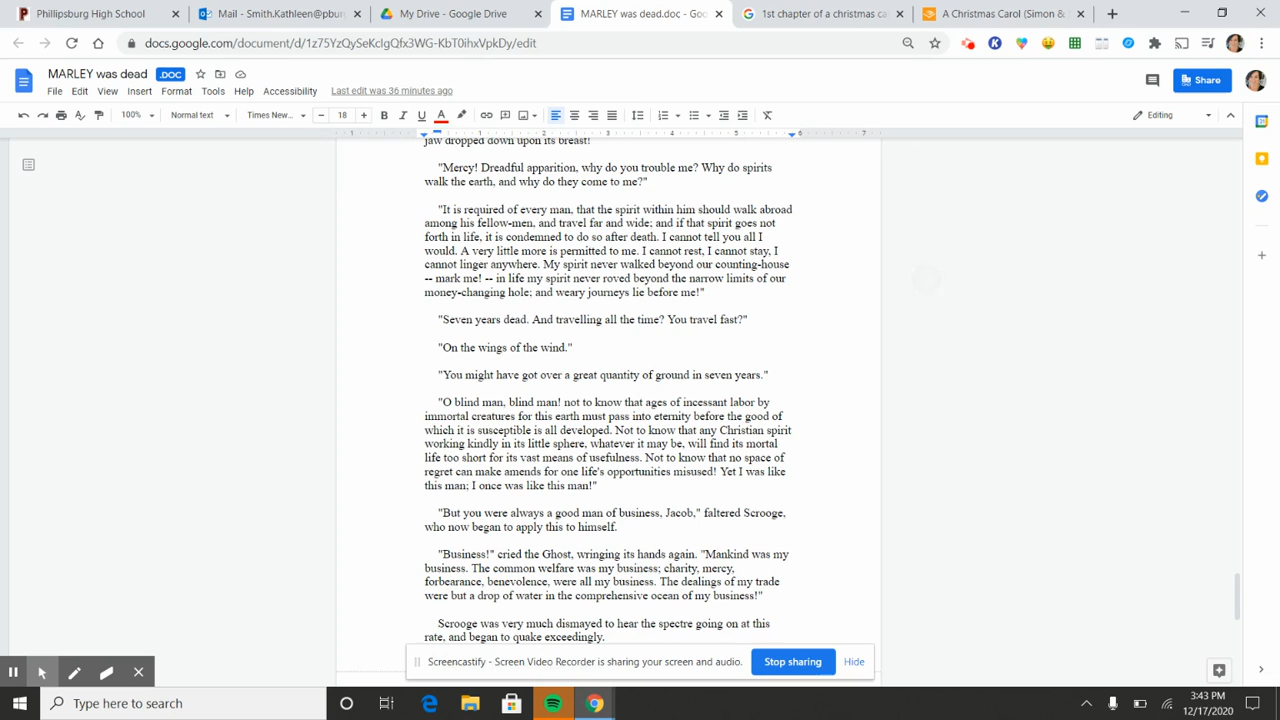 Phillipsburg High School
Mail - Smith.Kathleen@pburg
My Drive - Google Drive
MARLEY was dead.doc - Goo
1st chapter of a christmas ca
A Christmas Carol (Simon & S
docs.google.com/document/d/1z75YzQySeKcIgQfx3WG-KbT0ihxVpkDy/edit
MARLEY was dead .DOC
File Edit View Insert Format Tools Help Accessibility Last edit was 36 minutes ago
Share
100% Normal text Times New... 18 Editing
1 1 2 3 4 5 6 7
jaw dropped down upon its breast!
"Mercy! Dreadful apparition, why do you trouble me? Why do spirits
walk the earth, and why do they come to me?"
"It is required of every man, that the spirit within him should walk abroad
among his fellow-men, and travel far and wide; and if that spirit goes not
forth in life, it is condemned to do so after death. I cannot tell you all I
would. A very little more is permitted to me. I cannot rest, I cannot stay, I
cannot linger anywhere. My spirit never walked beyond our counting-house
-- mark me! -- in life my spirit never roved beyond the narrow limits of our
money-changing hole; and weary journeys lie before me!"
"Seven years dead. And travelling all the time? You travel fast?"
"On the wings of the wind."
"You might have got over a great quantity of ground in seven years."
"O blind man, blind man! not to know that ages of incessant labor by
immortal creatures for this earth must pass into eternity before the good of
which it is susceptible is all developed. Not to know that any Christian spirit
working kindly in its little sphere, whatever it may be, will find its mortal
life too short for its vast means of usefulness. Not to know that no space of
regret can make amends for one life's opportunities misused! Yet I was like
this man; I once was like this man!"
"But you were always a good man of business, Jacob," faltered Scrooge,
who now began to apply this to himself.
"Business!" cried the Ghost, wringing its hands again. "Mankind was my
business. The common welfare was my business; charity, mercy,
forbearance, benevolence, were all my business. The dealings of my trade
were but a drop of water in the comprehensive ocean of my business!"
Scrooge was very much dismayed to hear the spectre going on at this
rate, and began to quake exceedingly.
Screencastify - Screen Video Recorder is sharing your screen and audio. Stop sharing Hide
Type here to search
3:43 PM
12/17/2020